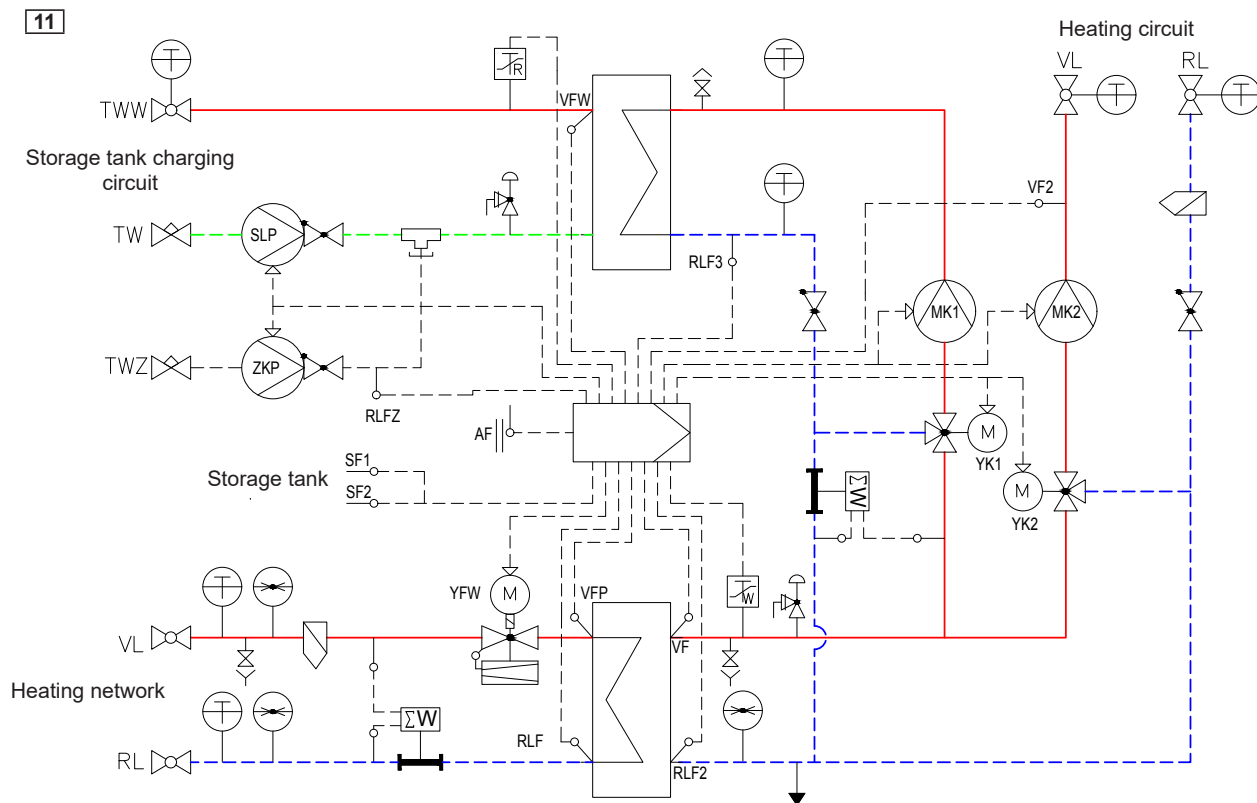 11
Heating circuit
VL
RL
T
T
T
T
R
VFW
TWW
Storage tank charging
circuit
T
VF2
TW
SLP
RLF3
MK1
MK2
TWZ
ZKP
RLFZ
AF
M
YK1
SF1
Storage tank
SF2
ΣW
M
YK2
YFW
M
VFP
W
T
VL
VF
Heating network
T
ΣW
RLF
RL
RLF2